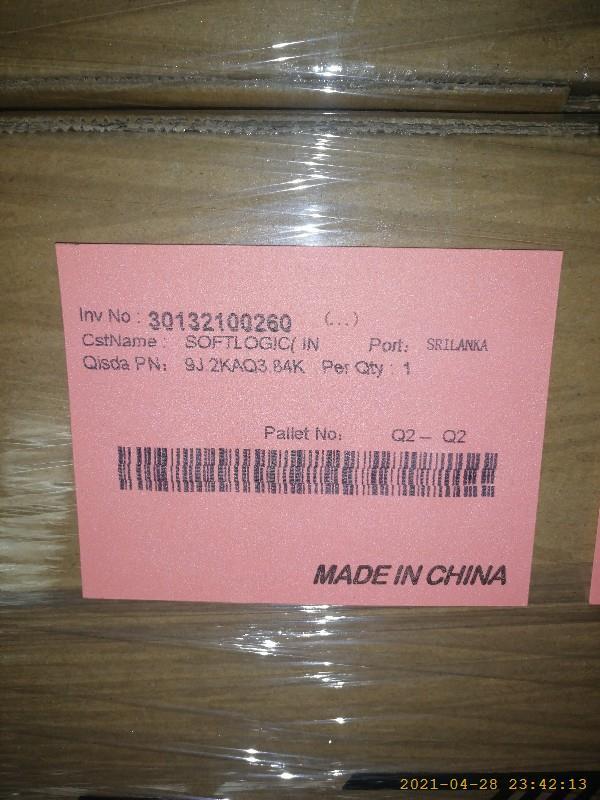 Inv No : 30132100260 (...)
CstName : SOFTLOGIC( IN Port: SRILANKA
Qisda PN: 9J.2KAQ3.84K Per Qty : 1
Pallet No: Q2 – Q2
MADE IN CHINA
2021-04-28 23:42:13